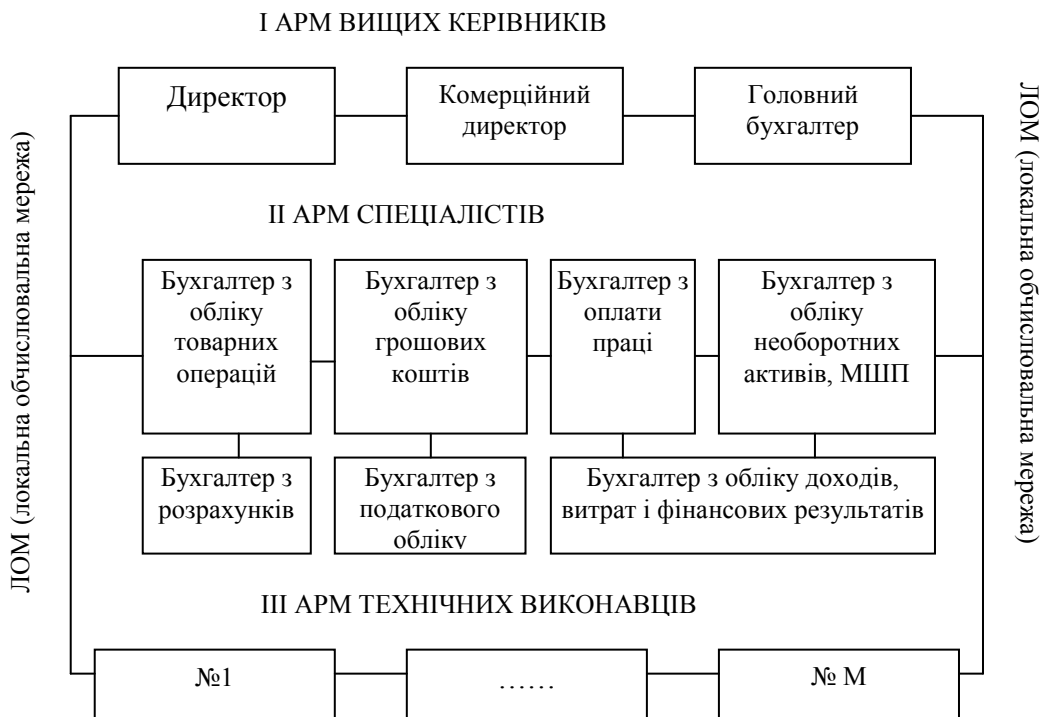 І АРМ ВИЩИХ КЕРІВНИКІВ
Директор
Комерційний
директор
Головний
бухгалтер
ЛОМ (локальна обчислювальна мережа)
ЛОМ (локальна обчислювальна мережа)
ІІ АРМ СПЕЦІАЛІСТІВ
Бухгалтер з
обліку
товарних
операцій
Бухгалтер з
обліку
грошових
коштів
Бухгалтер з
оплати
праці
Бухгалтер з
обліку
необоротних
активів, МШП
Бухгалтер з
розрахунків
Бухгалтер з
податкового
обліку
Бухгалтер з обліку доходів,
витрат і фінансових результатів
ІІІ АРМ ТЕХНІЧНИХ ВИКОНАВЦІВ
№1
……
№ М